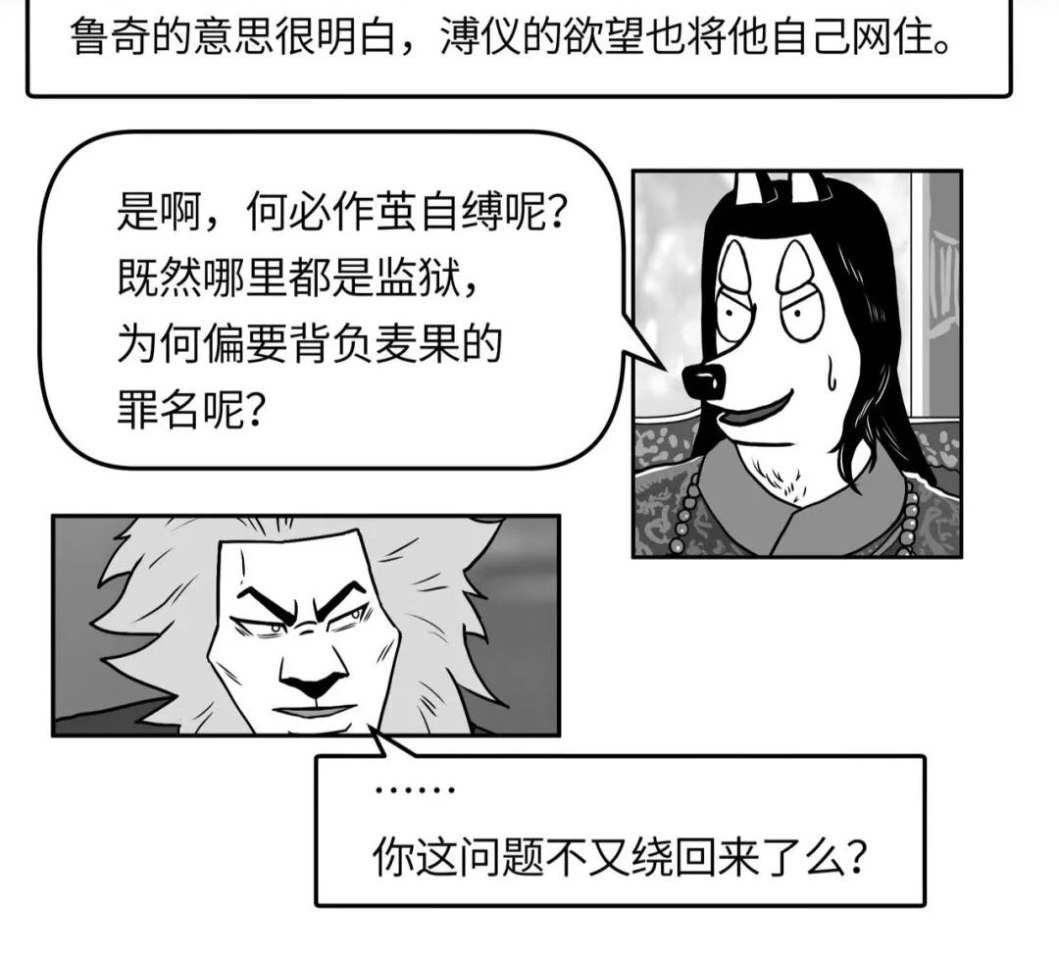 鲁奇的意思很明白，溥仪的欲望也将他自己网住。
是啊，何必作茧自缚呢？
既然哪里都是监狱，
为何偏要背负麦果的
罪名呢？
……
你这问题不又绕回来了么？